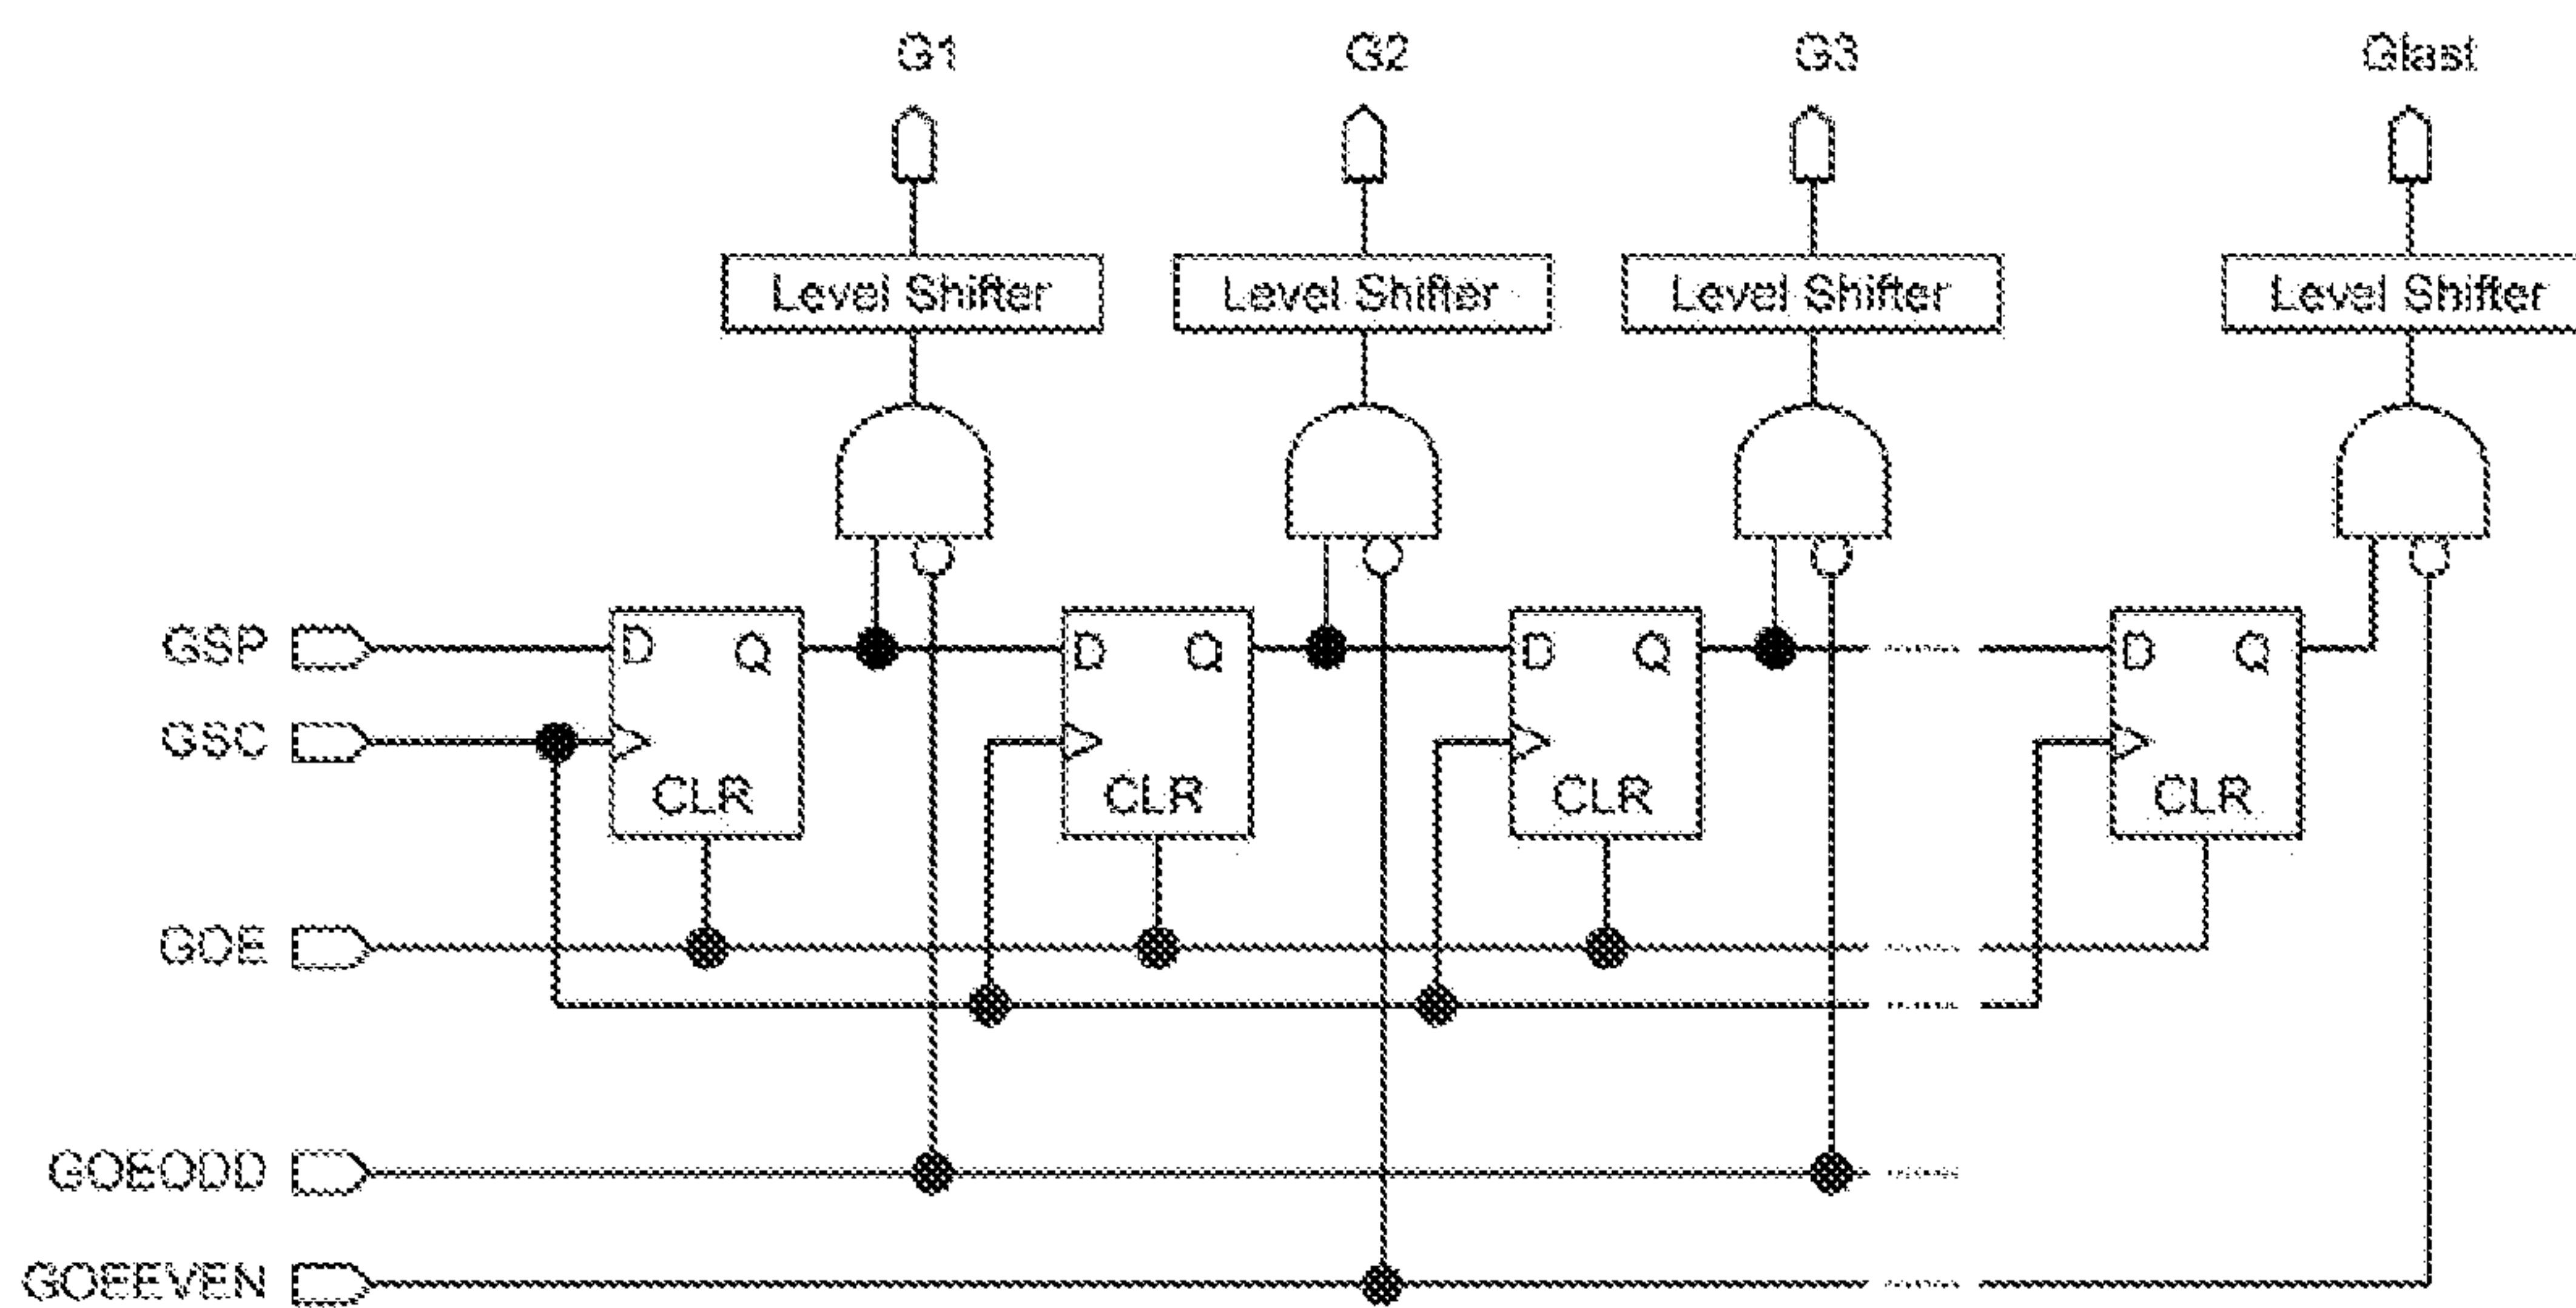 G1 G2 G3 Glast
Level Shifter Level Shifter Level Shifter Level Shifter
GSP D Q D Q D Q D Q
GSC
CLR CLR CLR CLR
GOE
GOEODD
GOEEVEN